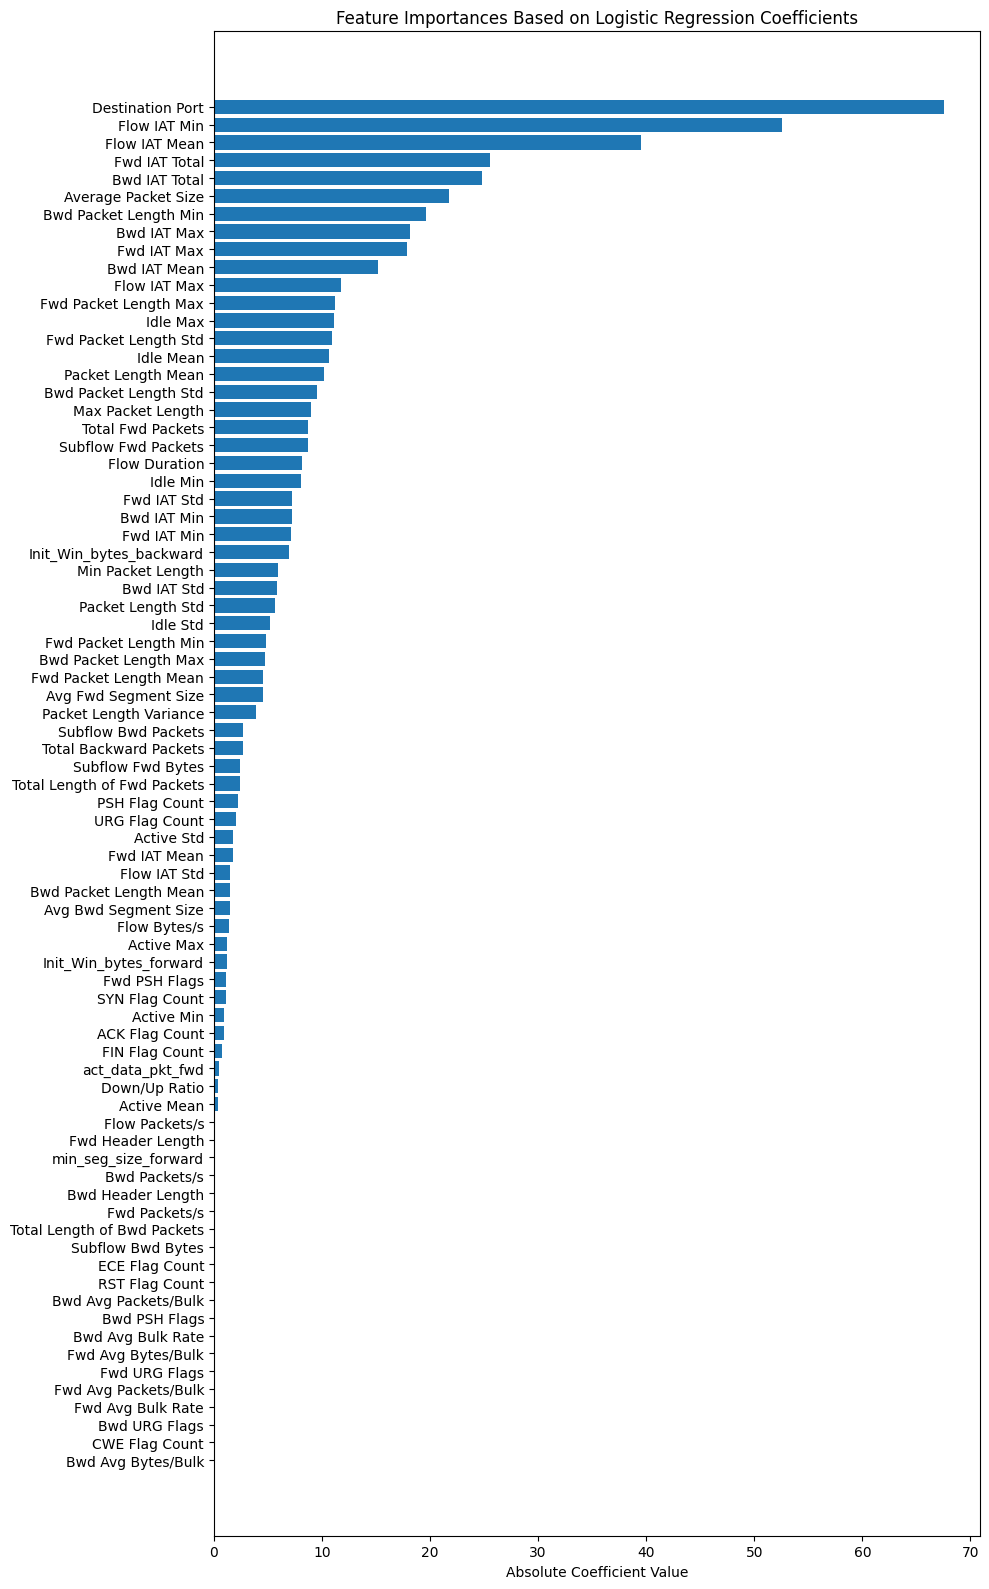 Feature Importances Based on Logistic Regression Coefficients
Destination Port
Flow IAT Min
Flow IAT Mean
Fwd IAT Total
Bwd IAT Total
Average Packet Size
Bwd Packet Length Min
Bwd IAT Max
Fwd IAT Max
Bwd IAT Mean
Flow IAT Max
Fwd Packet Length Max
Idle Max
Fwd Packet Length Std
Idle Mean
Packet Length Mean
Bwd Packet Length Std
Max Packet Length
Total Fwd Packets
Subflow Fwd Packets
Flow Duration
Idle Min
Fwd IAT Std
Bwd IAT Min
Fwd IAT Min
Init_Win_bytes_backward
Min Packet Length
Bwd IAT Std
Packet Length Std
Idle Std
Fwd Packet Length Min
Bwd Packet Length Max
Fwd Packet Length Mean
Avg Fwd Segment Size
Packet Length Variance
Subflow Bwd Packets
Total Backward Packets
Subflow Fwd Bytes
Total Length of Fwd Packets
PSH Flag Count
URG Flag Count
Active Std
Fwd IAT Mean
Flow IAT Std
Bwd Packet Length Mean
Avg Bwd Segment Size
Flow Bytes/s
Active Max
Init_Win_bytes_forward
Fwd PSH Flags
SYN Flag Count
Active Min
ACK Flag Count
FIN Flag Count
act_data_pkt_fwd
Down/Up Ratio
Active Mean
Flow Packets/s
Fwd Header Length
min_seg_size_forward
Bwd Packets/s
Bwd Header Length
Fwd Packets/s
Total Length of Bwd Packets
Subflow Bwd Bytes
ECE Flag Count
RST Flag Count
Bwd Avg Packets/Bulk
Bwd PSH Flags
Bwd Avg Bulk Rate
Fwd Avg Bytes/Bulk
Fwd URG Flags
Fwd Avg Packets/Bulk
Fwd Avg Bulk Rate
Bwd URG Flags
CWE Flag Count
Bwd Avg Bytes/Bulk
0 10 20 30 40 50 60 70
Absolute Coefficient Value